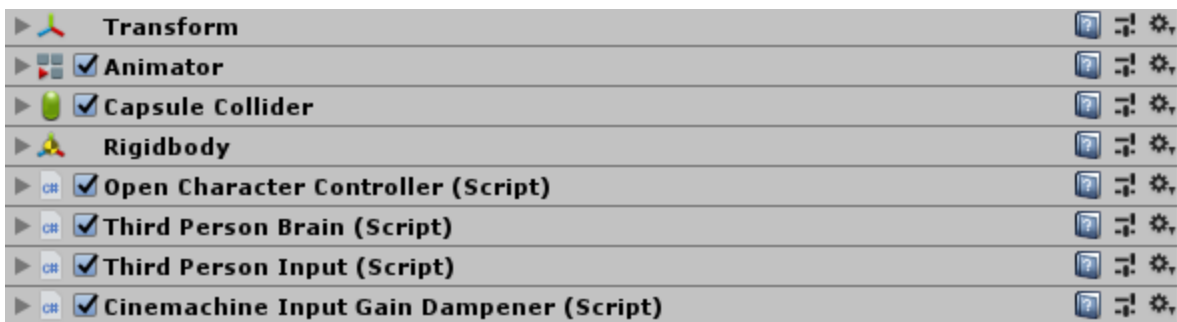 Transform
Animator
Capsule Collider
Rigidbody
c# Open Character Controller (Script)
c# Third Person Brain (Script)
c# Third Person Input (Script)
c# Cinemachine Input Gain Dampener (Script)